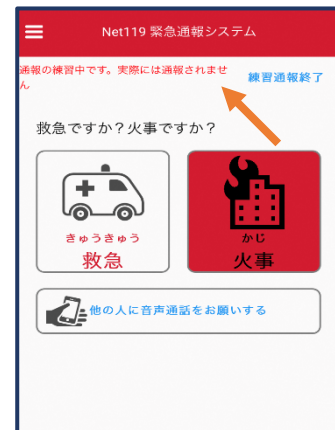 Net119 緊急通報システム
通報の練習中です。実際には通報されませ
ん
練習通報終了
救急ですか？火事ですか？
きゅうきゅう
救急
かじ
火事
他の人に音声通話をお願いする